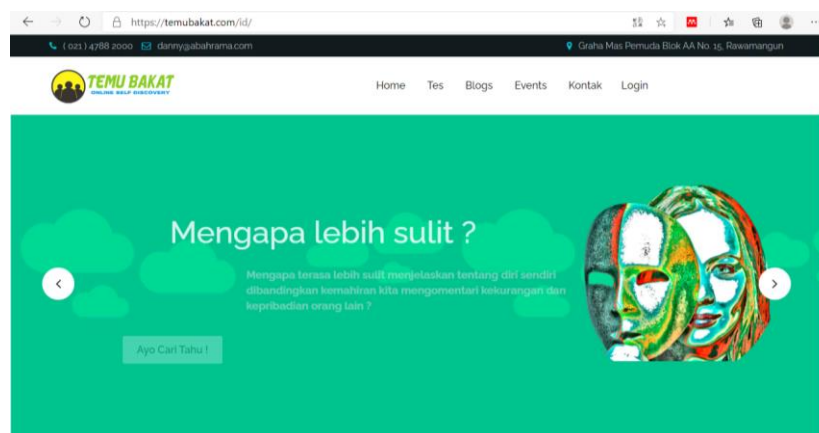 https://temubakat.com/id/
( 021 ) 4788 2000 danny@abahrama.com
Graha Mas Pemuda Blok AA No. 15, Rawamangun
TEMU BAKAT
ONLINE SELF DISCOVERY
Home Tes Blogs Events Kontak Login
Mengapa lebih sulit ?
Mengapa terasa lebih sulit menjelaskan tentang diri sendiri
dibandingkan kemahiran kita mengomentari kekurangan dan
kepribadian orang lain ?
Ayo Cari Tahu !